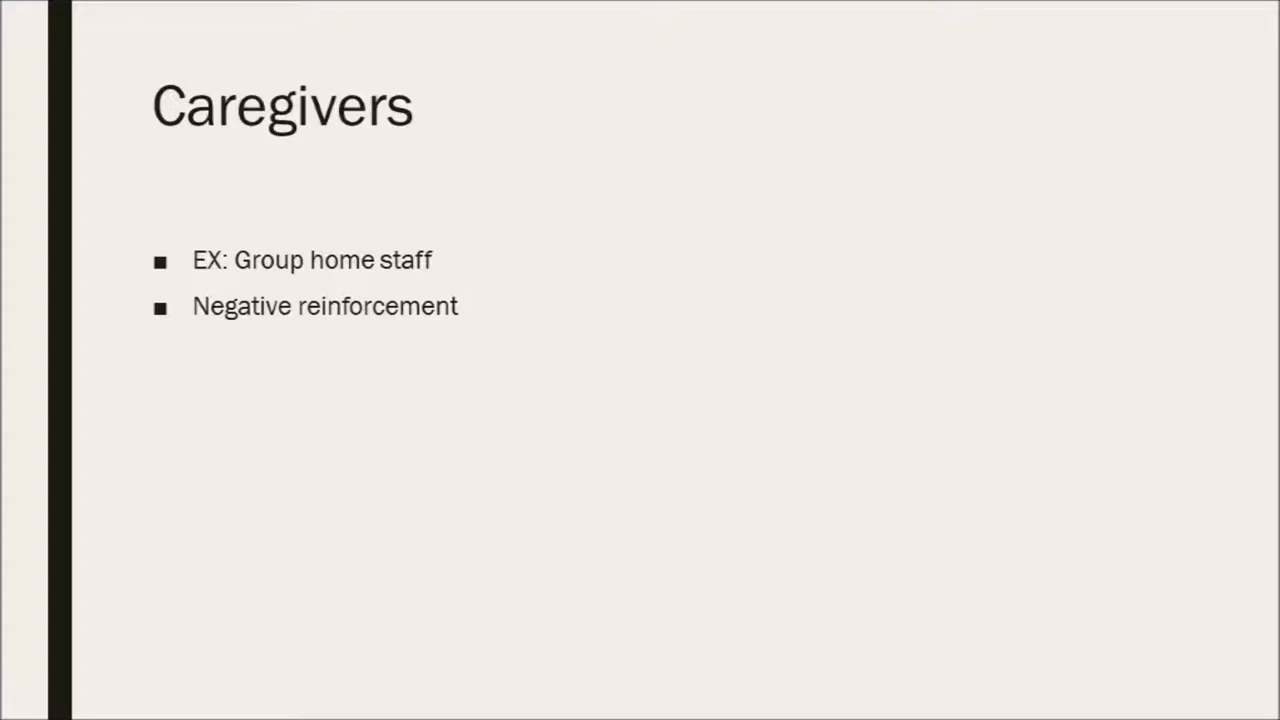 Caregivers
■ EX: Group home staff
■ Negative reinforcement